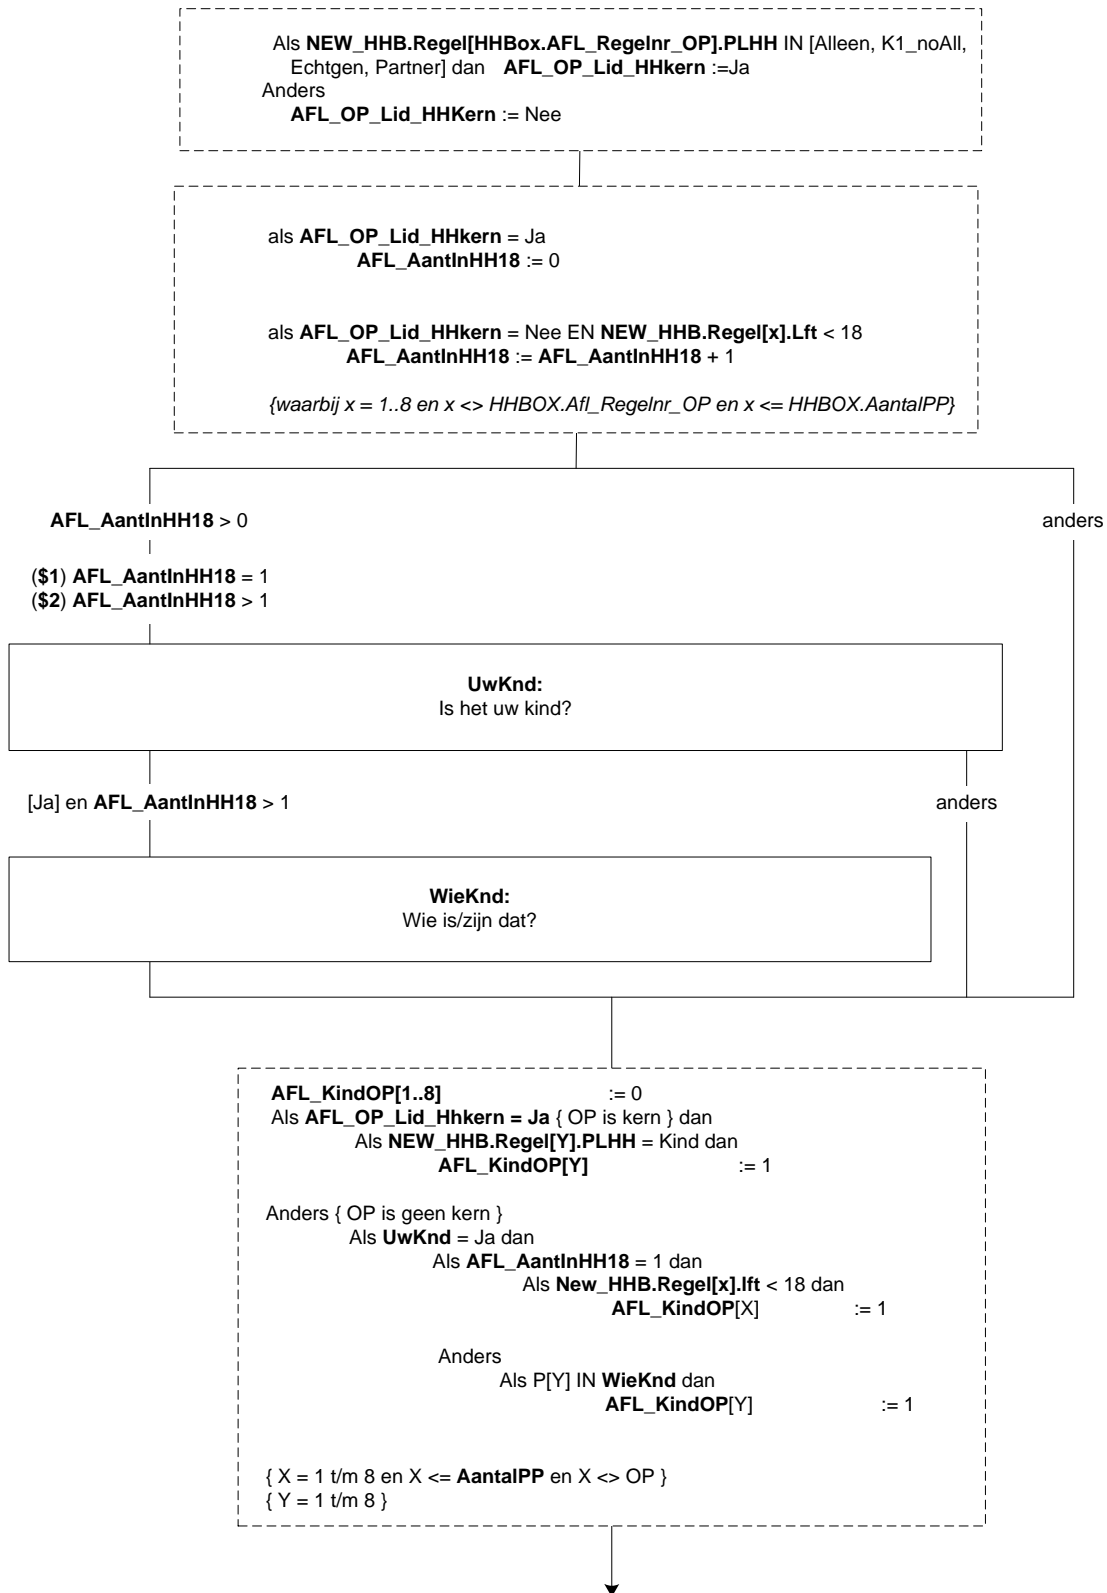 Als NEW_HHB.Regel[HHBox.AFL_Regelnr_OP].PLHH IN [Alleen, K1_noAll,
Echtgen, Partner] dan AFL_OP_Lid_HHkern :=Ja
Anders
AFL_OP_Lid_HHKern := Nee
als AFL_OP_Lid_HHkern = Ja
AFL_AantInHH18 := 0
als AFL_OP_Lid_HHkern = Nee EN NEW_HHB.Regel[x].Lft < 18
AFL_AantInHH18 := AFL_AantInHH18 + 1
{waarbij x = 1..8 en x <> HHBOX.Afl_Regelnr_OP en x <= HHBOX.AantalPP}
AFL_AantInHH18 > 0
anders
($1) AFL_AantInHH18 = 1
($2) AFL_AantInHH18 > 1
UwKnd:
Is het uw kind?
[Ja] en AFL_AantInHH18 > 1
anders
WieKnd:
Wie is/zijn dat?
AFL_KindOP[1..8] := 0
Als AFL_OP_Lid_Hhkern = Ja { OP is kern } dan
Als NEW_HHB.Regel[Y].PLHH = Kind dan
AFL_KindOP[Y] := 1
Anders { OP is geen kern }
Als UwKnd = Ja dan
Als AFL_AantInHH18 = 1 dan
Als New_HHB.Regel[x].lft < 18 dan
AFL_KindOP[X] := 1
Anders
Als P[Y] IN WieKnd dan
AFL_KindOP[Y] := 1
{ X = 1 t/m 8 en X <= AantalPP en X <> OP }
{ Y = 1 t/m 8 }